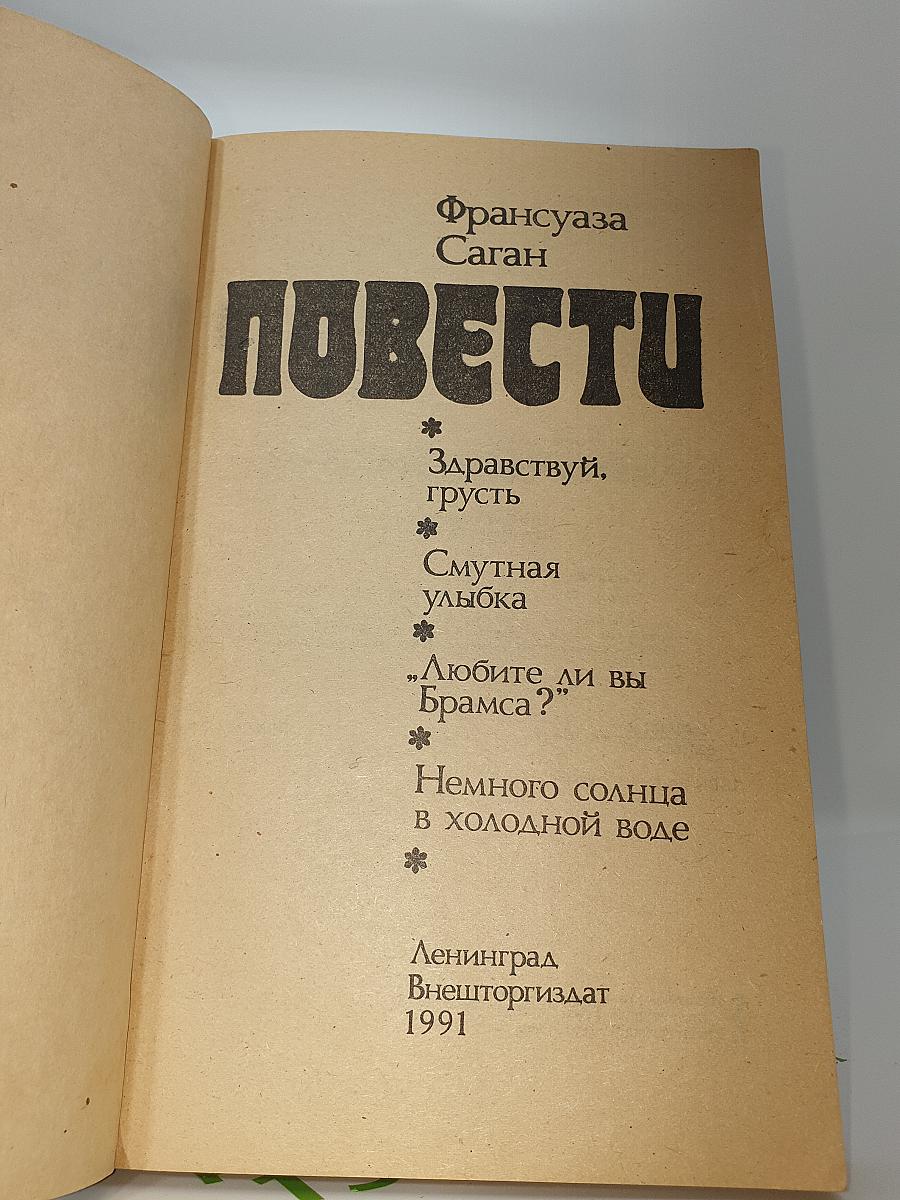 Франсуаза
Саган
ПОВЕСТИ
Здравствуй,
грусть
Смутная
улыбка
„Любите ли вы
Брамса?”
Немного солнца
в холодной воде
Ленинград
Внешторгиздат
1991